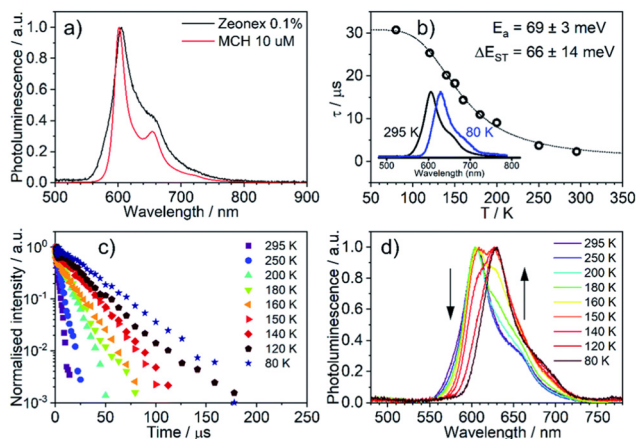 a)
Zeonex 0.1%
MCH 10 uM
Photoluminescence / a.u.
1.0
0.8
0.6
0.4
0.2
0.0
500 600 700 800 900
Wavelength / nm
b)
Eₐ = 69 ± 3 meV
ΔE_ST = 66 ± 14 meV
τ / μs
40
30
20
10
0
295 K
80 K
500 600 700 800
Wavelength (nm)
50 100 150 200 250 300 350
T / K
c)
295 K
250 K
200 K
180 K
160 K
150 K
140 K
120 K
80 K
Normalised intensity / a.u.
10⁰
10⁻¹
10⁻²
10⁻³
0 50 100 150 200 250
Time / μs
d)
295 K
250 K
200 K
180 K
160 K
150 K
140 K
120 K
80 K
Photoluminescence / a.u.
1.0
0.8
0.6
0.4
0.2
0.0
500 550 600 650 700 750
Wavelength / nm